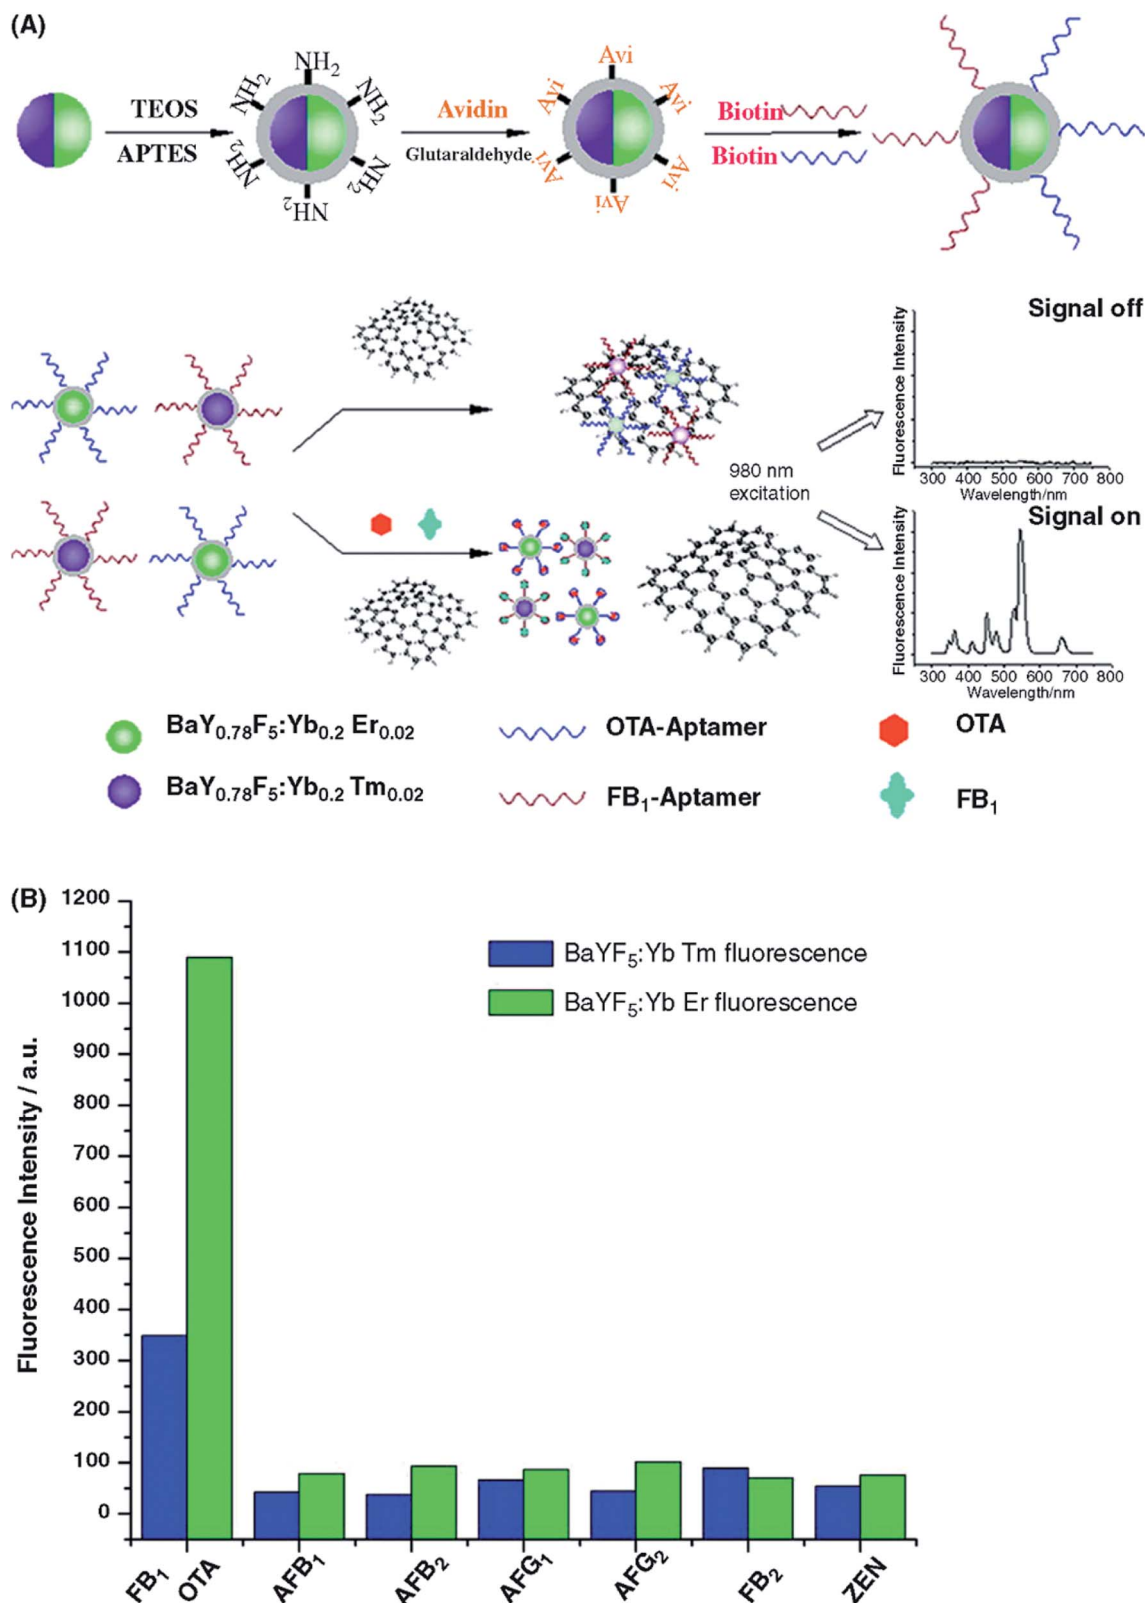 (A)
NH2 NH2 NH2 NH2 NH2 NH2
TEOS
APTES
Avidin
Glutaraldehyde
Avi Avi Avi Avi Avi Avi
Biotin
Biotin
Signal off
Fluorescence Intensity
300 400 500 600 700 800
Wavelength/nm
980 nm
excitation
Signal on
Fluorescence Intensity
300 400 500 600 700 800
Wavelength/nm
BaY0.78F5:Yb0.2 Er0.02
OTA-Aptamer
OTA
BaY0.78F5:Yb0.2 Tm0.02
FB1-Aptamer
FB1
(B)
Fluorescence Intensity / a.u.
1200
1100
1000
900
800
700
600
500
400
300
200
100
0
BaYF5:Yb Tm fluorescence
BaYF5:Yb Er fluorescence
FB1 OTA AFB1 AFB2 AFG1 AFG2 FB2 ZEN